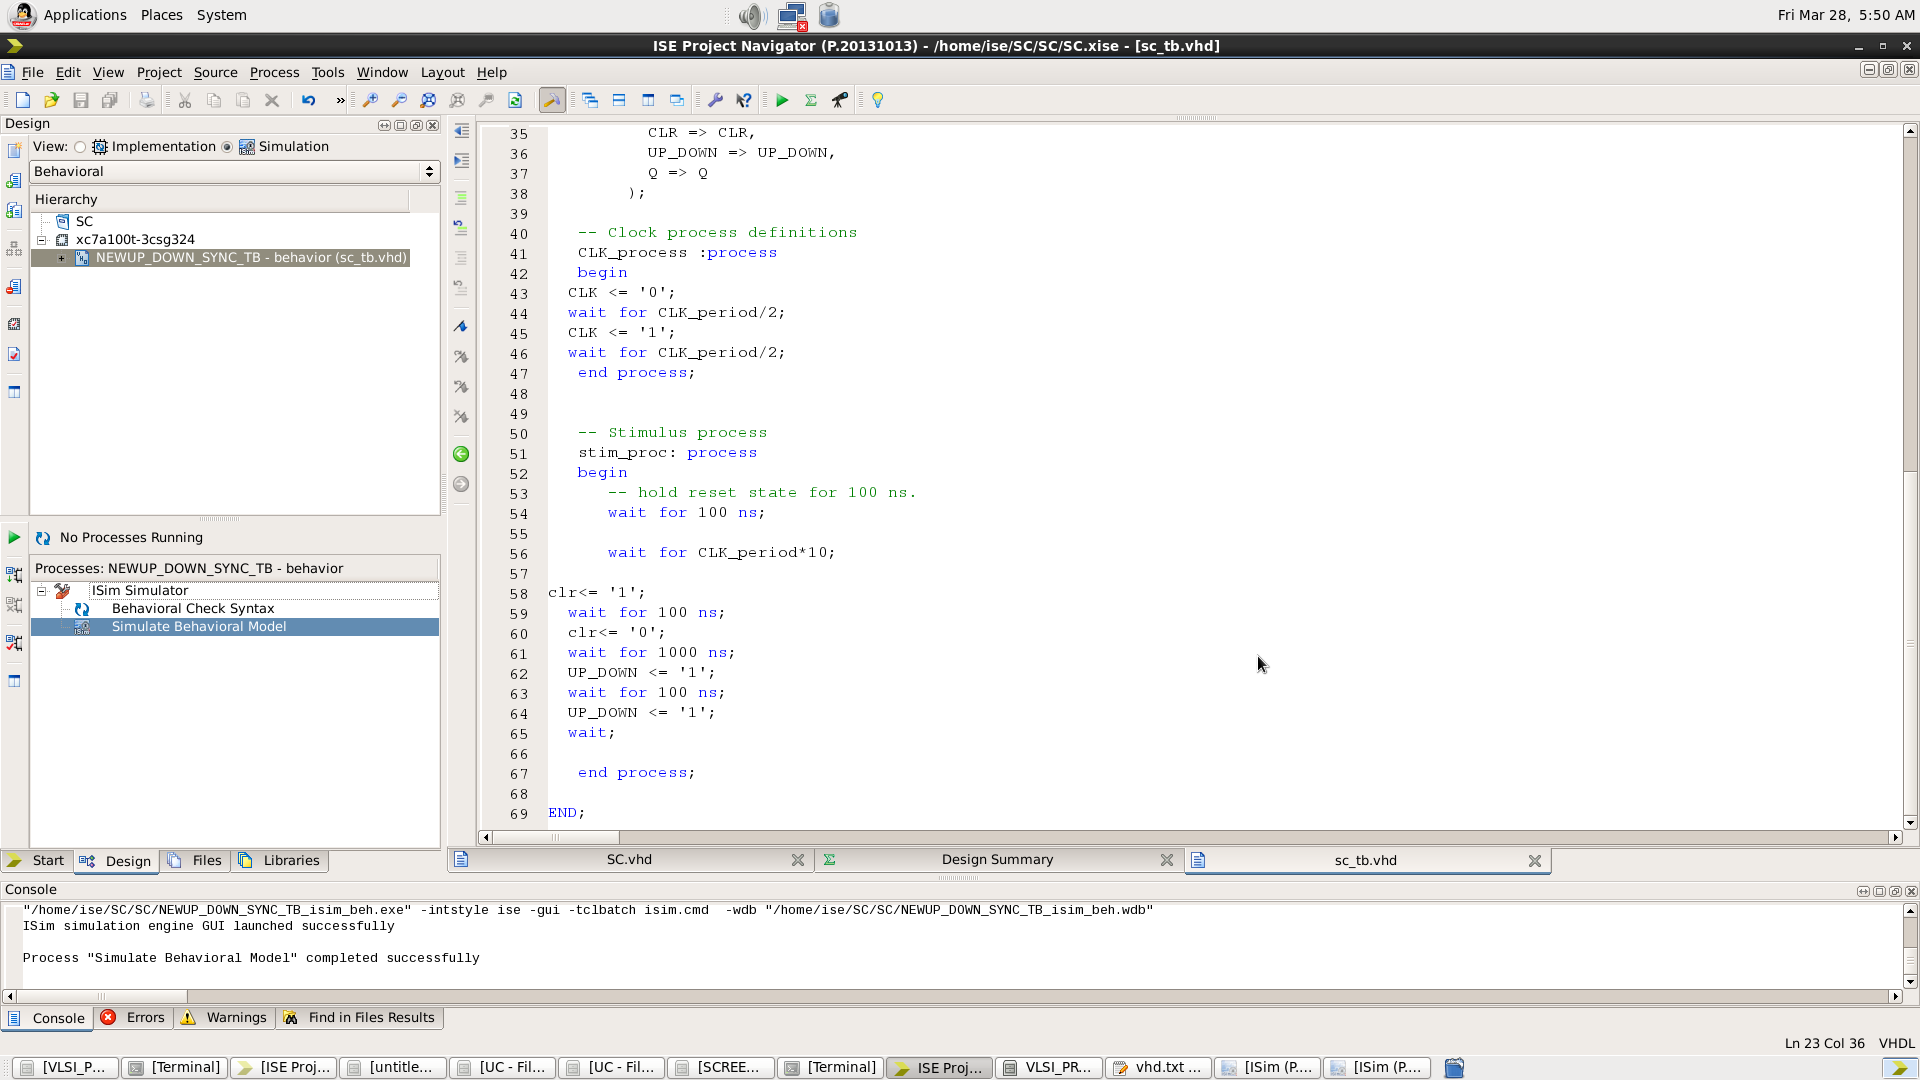 Applications Places System
Fri Mar 28, 5:50 AM
ISE Project Navigator (P.20131013) - /home/ise/SC/SC/SC.xise - [sc_tb.vhd]
File Edit View Project Source Process Tools Window Layout Help
»
Design
View: Implementation Simulation
Behavioral
Hierarchy
SC
xc7a100t-3csg324
NEWUP_DOWN_SYNC_TB - behavior (sc_tb.vhd)
No Processes Running
Processes: NEWUP_DOWN_SYNC_TB - behavior
ISim Simulator
Behavioral Check Syntax
Simulate Behavioral Model
Start Design Files Libraries
35 CLR => CLR,
36 UP_DOWN => UP_DOWN,
37 Q => Q
38 );
39
40 -- Clock process definitions
41 CLK_process :process
42 begin
43 CLK <= '0';
44 wait for CLK_period/2;
45 CLK <= '1';
46 wait for CLK_period/2;
47 end process;
48
49
50 -- Stimulus process
51 stim_proc: process
52 begin
53 -- hold reset state for 100 ns.
54 wait for 100 ns;
55
56 wait for CLK_period*10;
57
58 clr<= '1';
59 wait for 100 ns;
60 clr<= '0';
61 wait for 1000 ns;
62 UP_DOWN <= '1';
63 wait for 100 ns;
64 UP_DOWN <= '1';
65 wait;
66
67 end process;
68
69 END;
SC.vhd Design Summary sc_tb.vhd
Console
"/home/ise/SC/SC/NEWUP_DOWN_SYNC_TB_isim_beh.exe" -intstyle ise -gui -tclbatch isim.cmd -wdb "/home/ise/SC/SC/NEWUP_DOWN_SYNC_TB_isim_beh.wdb"
ISim simulation engine GUI launched successfully
Process "Simulate Behavioral Model" completed successfully
Console Errors Warnings Find in Files Results
Ln 23 Col 36 VHDL
[VLSI_P... [Terminal] [ISE Proj... [untitle... [UC - Fil... [UC - Fil... [SCREE... [Terminal] ISE Proj... VLSI_PR... vhd.txt ... [ISim (P.... [ISim (P....